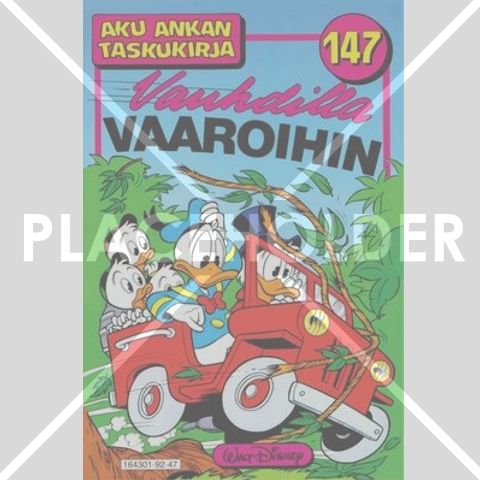 AKU ANKAN
TASKUKIRJA
147
Vauhdilla
VAAROIHIN
PLACEHOLDER
Walt Disney
164301-92-47